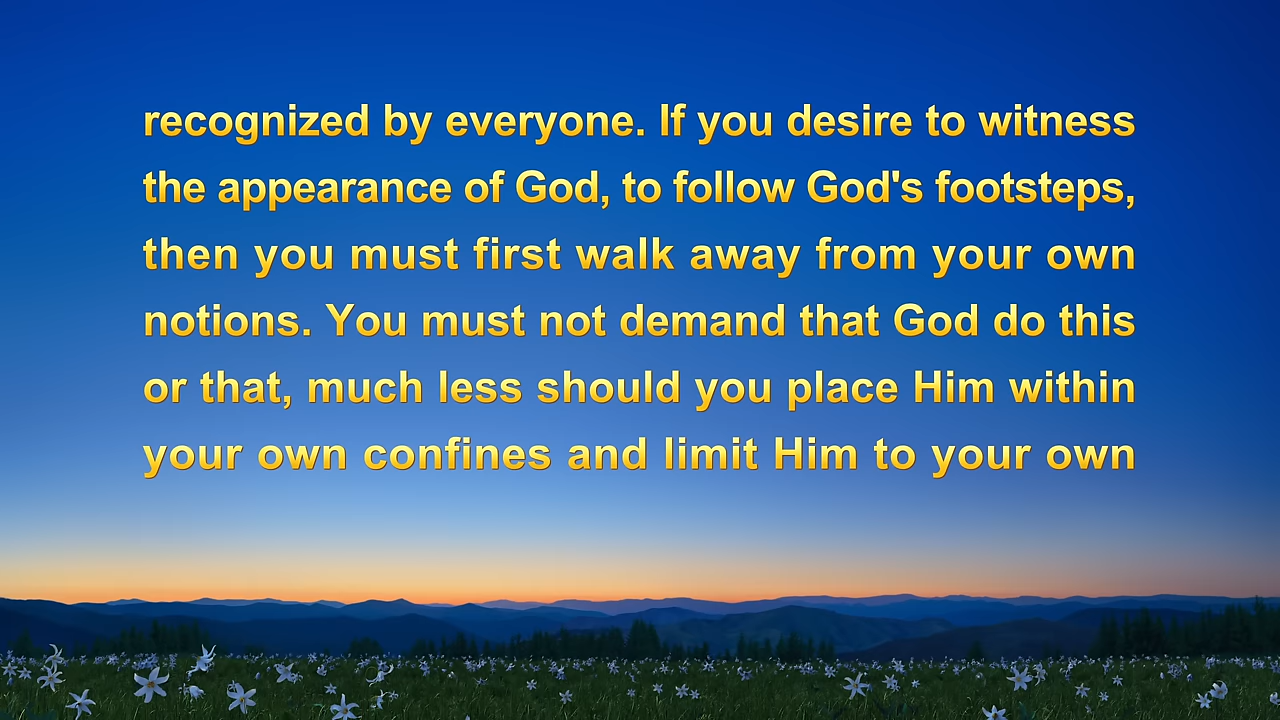 recognized by everyone. If you desire to witness
the appearance of God, to follow God's footsteps,
then you must first walk away from your own
notions. You must not demand that God do this
or that, much less should you place Him within
your own confines and limit Him to your own